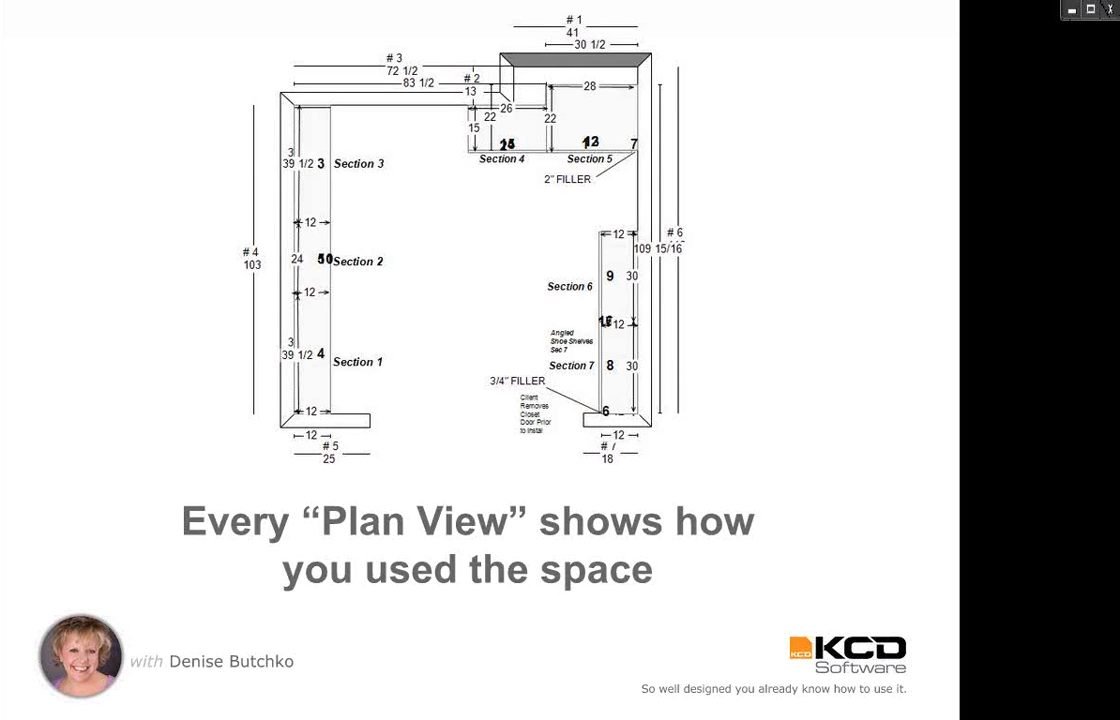 # 1
41
30 1/2
# 3
72 1/2
# 2
83 1/2
13
28
26
22
22
15
7
Section 4
Section 5
2" FILLER
3
39 1/2 3 Section 3
12
12
# 6
# 4
103
24
Section 2
109 15/16
9
30
Section 6
12
12
Angled
Shoe Shelves
Sec 7
3
39 1/2 4
Section 1
Section 7
8
30
3/4" FILLER
Client
Removes
Closet
Door Prior
to Instal
6
12
12
12
# 5
25
18
Every “Plan View” shows how
you used the space
with Denise Butchko
KCD
KCD
Software
So well designed you already know how to use it.